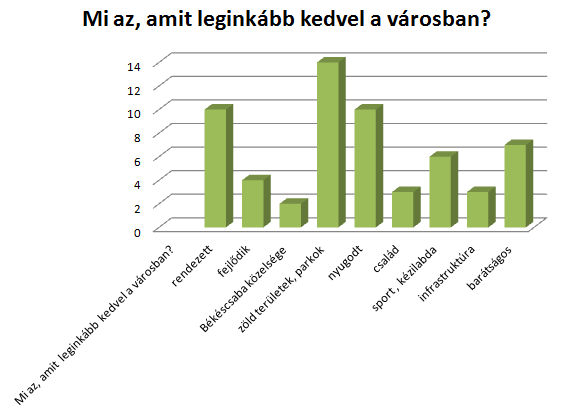 Mi az, amit leginkább kedvel a városban?
14
12
10
8
6
4
2
0
Mi az, amit leginkább kedvel a városban?
rendezett
fejlődik
Békéscsaba közelsége
zöld területek, parkok
nyugodt
család
sport , kézilabda
infrastruktúra
barátságos